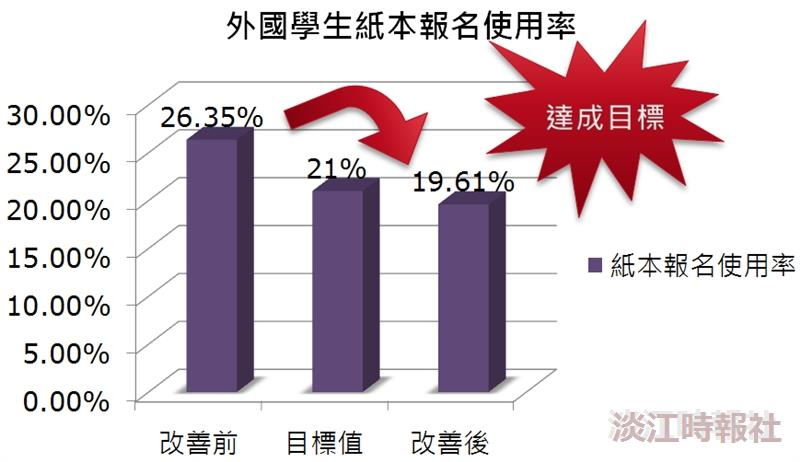 外國學生紙本報名使用率
達成目標
30.00%
25.00%
20.00%
15.00%
10.00%
5.00%
0.00%
26.35%
21%
19.61%
改善前 目標值 改善後
紙本報名使用率
淡江時報社